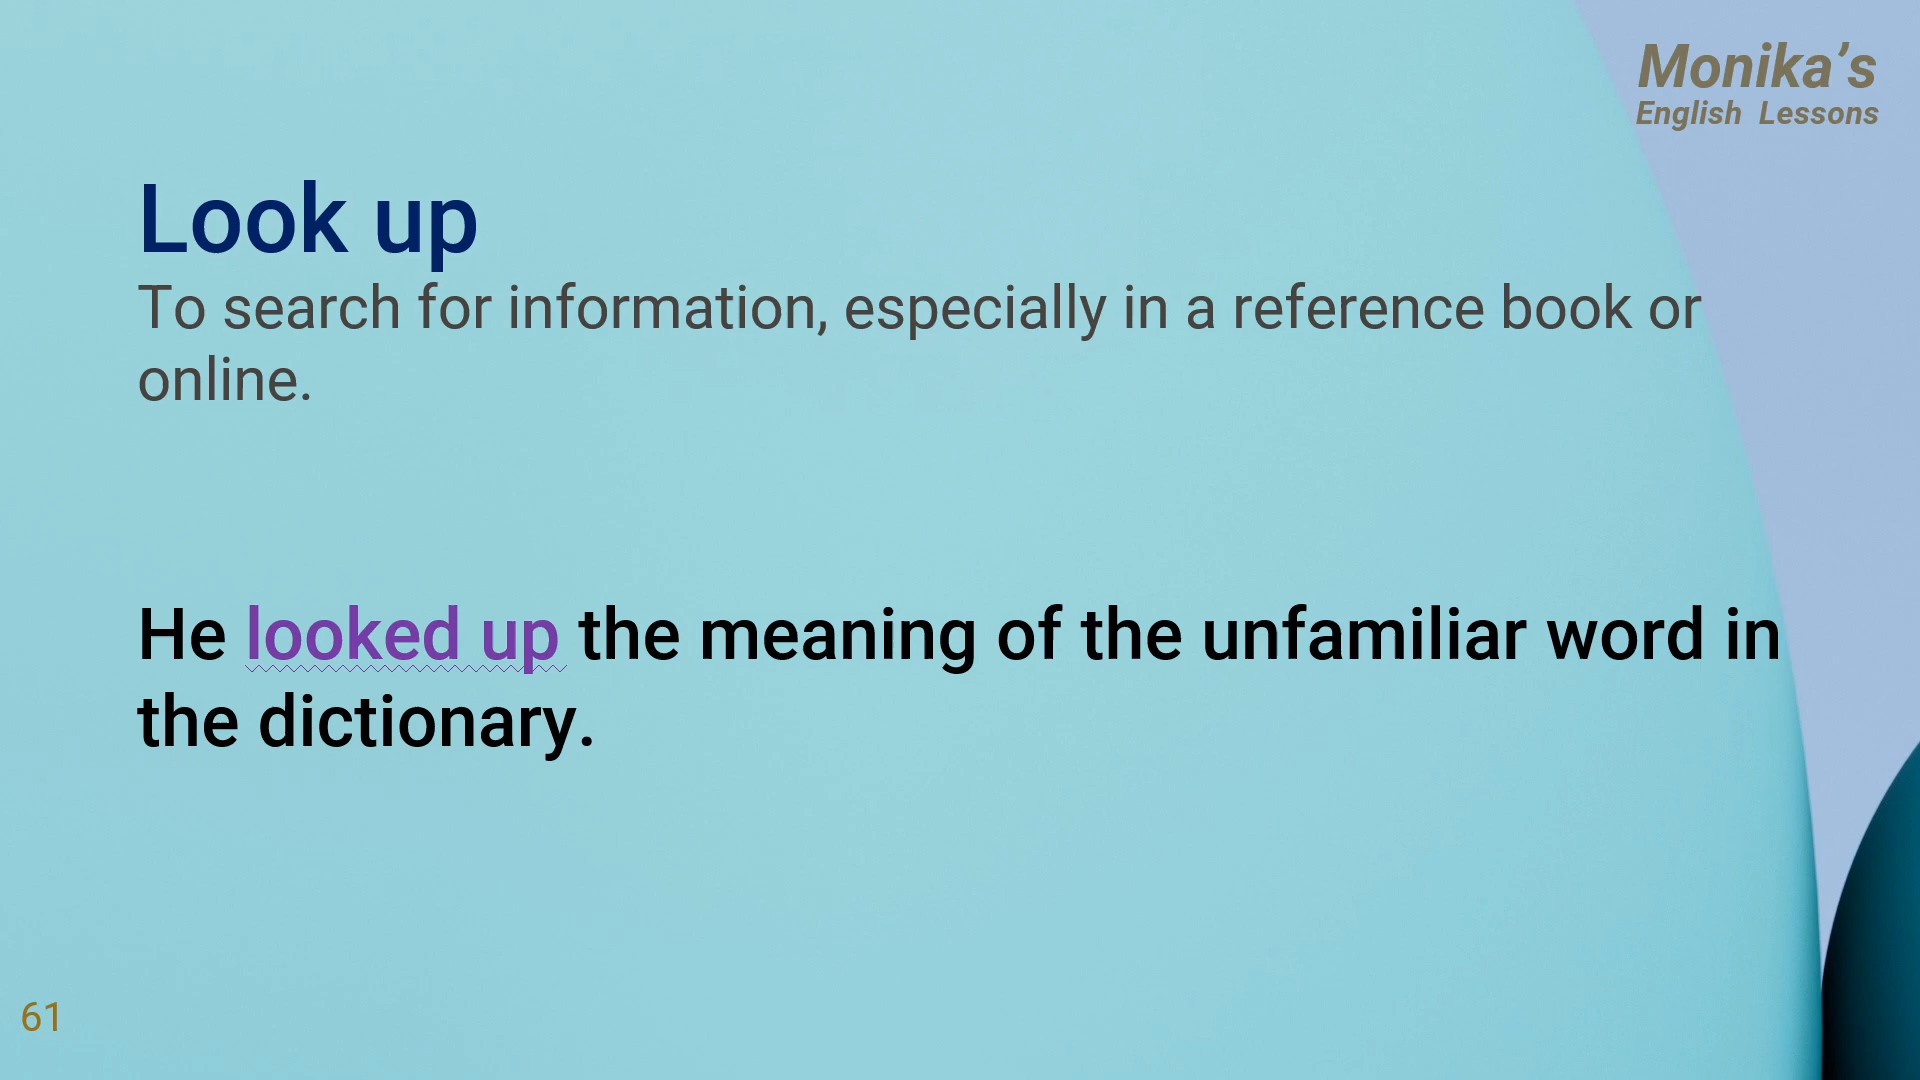 Monika’s
English Lessons
Look up
To search for information, especially in a reference book or
online.
He looked up the meaning of the unfamiliar word in
the dictionary.
61